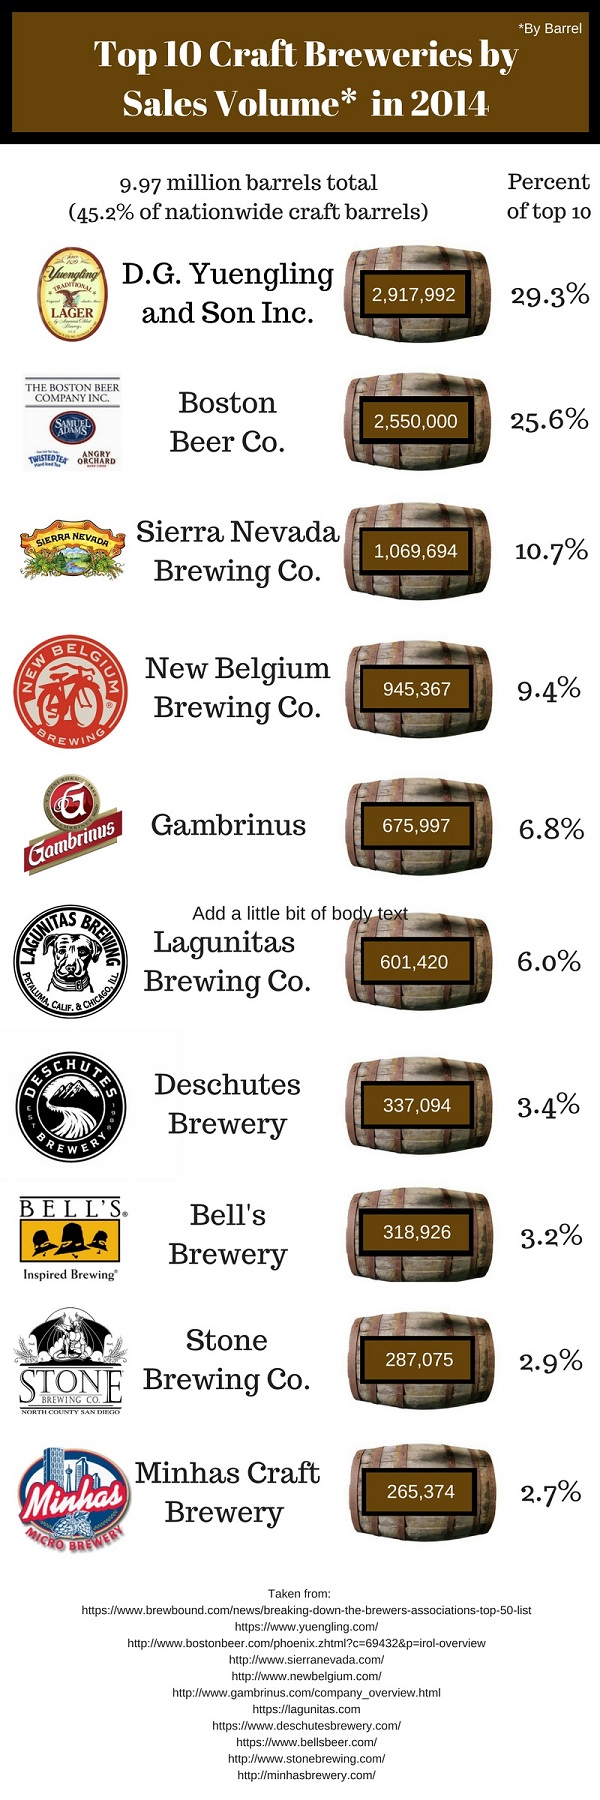 *By Barrel
Top 10 Craft Breweries by
Sales Volume* in 2014
9.97 million barrels total
(45.2% of nationwide craft barrels)
Percent
of top 10
Yuengling
TRADITIONAL
LAGER
D.G. Yuengling
and Son Inc.
2,917,992
29.3%
THE BOSTON BEER
COMPANY INC.
SAMUEL
ADAMS
TWISTED TEA
Hard Iced Tea
ANGRY
ORCHARD
HARD CIDER
Boston
Beer Co.
2,550,000
25.6%
SIERRA NEVADA
Sierra Nevada
Brewing Co.
1,069,694
10.7%
NEW BELGIUM
BREWING
®
New Belgium
Brewing Co.
945,367
9.4%
G
Gambrinus
Gambrinus
675,997
6.8%
Add a little bit of body text
LAGUNITAS BREWING
PETALUMA, CALIF. & CHICAGO, ILL.
Lagunitas
Brewing Co.
601,420
6.0%
DESCHUTES
EST 1988
BREWERY
Deschutes
Brewery
337,094
3.4%
BELL'S®
Inspired Brewing®
Bell's
Brewery
318,926
3.2%
STONE
BREWING CO.
NORTH COUNTY SAN DIEGO
Stone
Brewing Co.
287,075
2.9%
Minhas
MICRO BREWERY
Minhas Craft
Brewery
265,374
2.7%
Taken from:
https://www.brewbound.com/news/breaking-down-the-brewers-associations-top-50-list
https://www.yuengling.com/
http://www.bostonbeer.com/phoenix.zhtml?c=69432&p=irol-overview
http://www.sierranevada.com/
http://www.newbelgium.com/
http://www.gambrinus.com/company_overview.html
https://lagunitas.com
https://www.deschutesbrewery.com/
https://www.bellsbeer.com/
http://www.stonebrewing.com/
http://minhasbrewery.com/